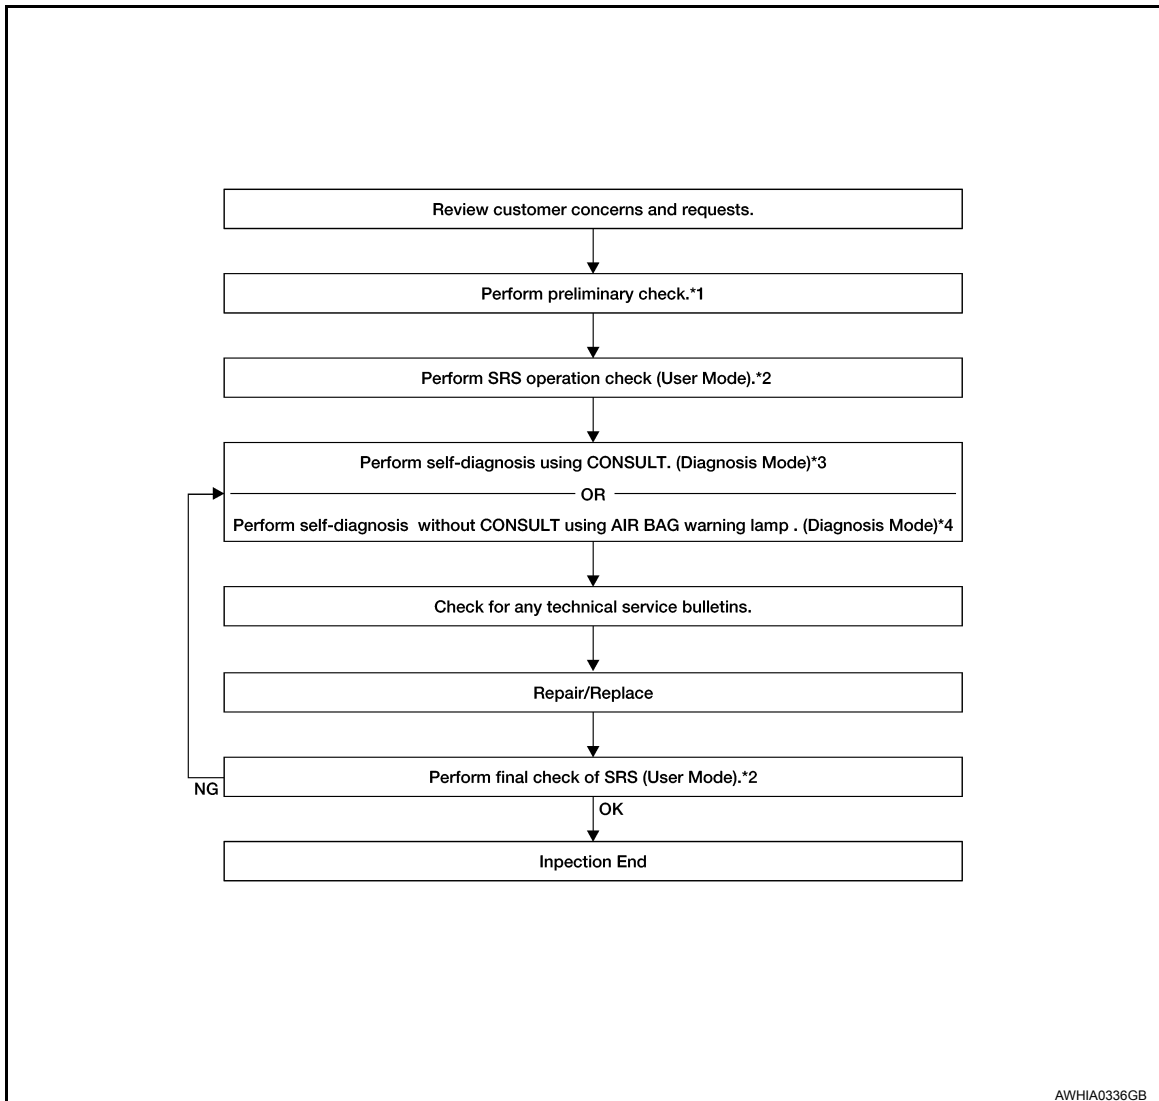 Review customer concerns and requests.
Perform preliminary check.*1
Perform SRS operation check (User Mode).*2
Perform self-diagnosis using CONSULT. (Diagnosis Mode)*3
OR
Perform self-diagnosis without CONSULT using AIR BAG warning lamp . (Diagnosis Mode)*4
Check for any technical service bulletins.
Repair/Replace
Perform final check of SRS (User Mode).*2
NG
OK
Inpection End
AWHIA0336GB